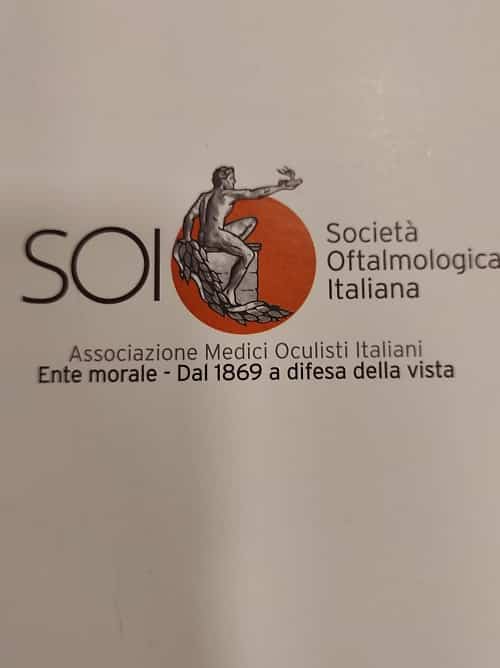 SOI
Società
Oftalmologica
Italiana
Associazione Medici Oculisti Italiani
Ente morale - Dal 1869 a difesa della vista